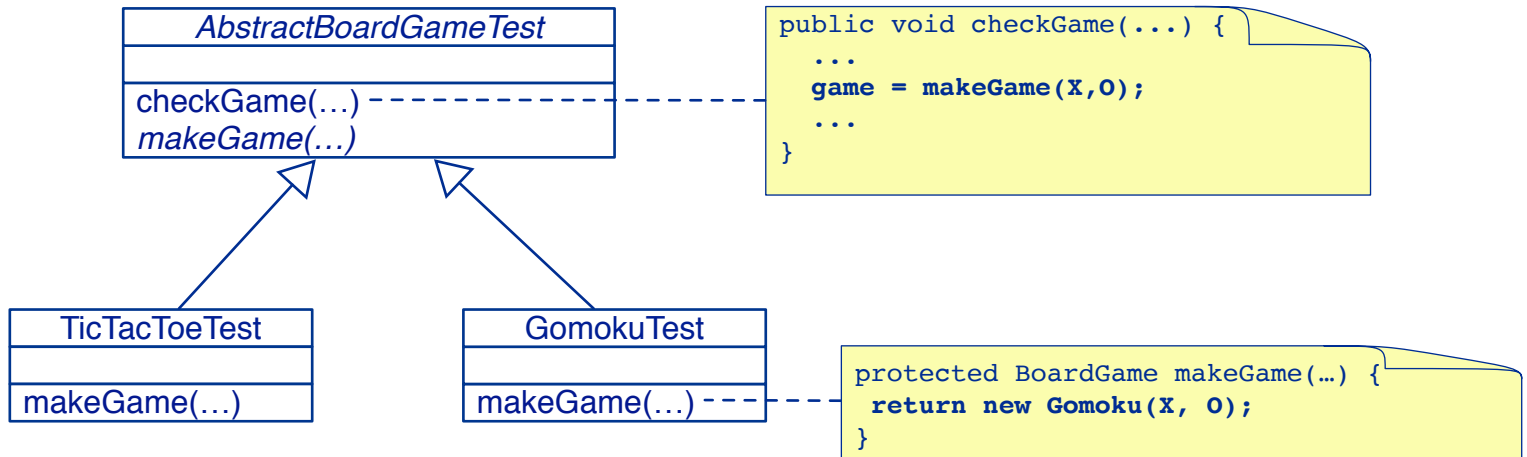 AbstractBoardGameTest
checkGame(…)
makeGame(…)
public void checkGame(...) {
...
game = makeGame(X,O);
...
}
TicTacToeTest
makeGame(…)
GomokuTest
makeGame(…)
protected BoardGame makeGame(…) {
return new Gomoku(X, O);
}